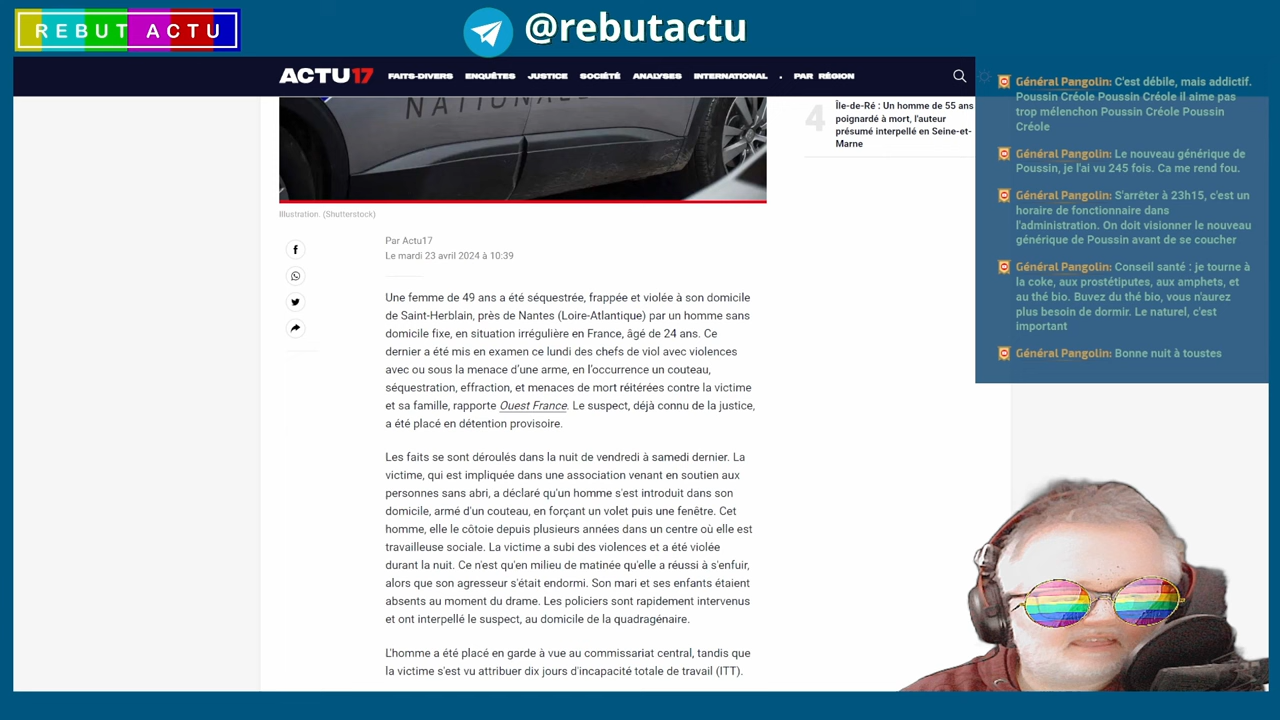 REBUT ACTU
@rebutactu
ACTU17
FAITS-DIVERS ENQUÊTES JUSTICE SOCIÉTÉ ANALYSES INTERNATIONAL . PAR RÉGION
NATIONALE
4
Île-de-Ré : Un homme de 55 ans
poignardé à mort, l'auteur
présumé interpellé en Seine-et-
Marne
Illustration. (Shutterstock)
Par Actu17
Le mardi 23 avril 2024 à 10:39
Une femme de 49 ans a été séquestrée, frappée et violée à son domicile
de Saint-Herblain, près de Nantes (Loire-Atlantique) par un homme sans
domicile fixe, en situation irrégulière en France, âgé de 24 ans. Ce
dernier a été mis en examen ce lundi des chefs de viol avec violences
avec ou sous la menace d'une arme, en l'occurrence un couteau,
séquestration, effraction, et menaces de mort réitérées contre la victime
et sa famille, rapporte Ouest France. Le suspect, déjà connu de la justice,
a été placé en détention provisoire.
Les faits se sont déroulés dans la nuit de vendredi à samedi dernier. La
victime, qui est impliquée dans une association venant en soutien aux
personnes sans abri, a déclaré qu'un homme s'est introduit dans son
domicile, armé d'un couteau, en forçant un volet puis une fenêtre. Cet
homme, elle le côtoie depuis plusieurs années dans un centre où elle est
travailleuse sociale. La victime a subi des violences et a été violée
durant la nuit. Ce n'est qu'en milieu de matinée qu'elle a réussi à s'enfuir,
alors que son agresseur s'était endormi. Son mari et ses enfants étaient
absents au moment du drame. Les policiers sont rapidement intervenus
et ont interpellé le suspect, au domicile de la quadragénaire.
L'homme a été placé en garde à vue au commissariat central, tandis que
la victime s'est vu attribuer dix jours d'incapacité totale de travail (ITT).
Général Pangolin: C'est débile, mais addictif.
Poussin Créole Poussin Créole il aime pas
trop mélenchon Poussin Créole Poussin
Créole
Général Pangolin: Le nouveau générique de
Poussin, je l'ai vu 245 fois. Ca me rend fou.
Général Pangolin: S'arrêter à 23h15, c'est un
horaire de fonctionnaire dans
l'administration. On doit visionner le nouveau
générique de Poussin avant de se coucher
Général Pangolin: Conseil santé : je tourne à
la coke, aux prostétiputes, aux amphets, et
au thé bio. Buvez du thé bio, vous n'aurez
plus besoin de dormir. Le naturel, c'est
important
Général Pangolin: Bonne nuit à toustes